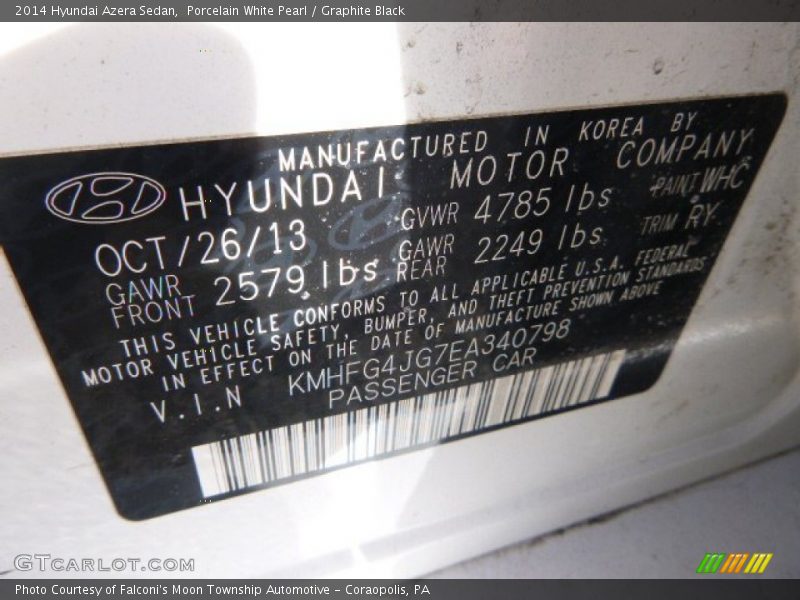 2014 Hyundai Azera Sedan,  Porcelain White Pearl / Graphite Black
MANUFACTURED IN KOREA BY
HYUNDAI MOTOR COMPANY
OCT/26/13 GVWR 4785 lbs PAINT WHC
GAWR FRONT 2579 lbs GAWR REAR 2249 lbs TRIM RY
THIS VEHICLE CONFORMS TO ALL APPLICABLE U.S.A. FEDERAL
MOTOR VEHICLE SAFETY, BUMPER, AND THEFT PREVENTION STANDARDS
IN EFFECT ON THE DATE OF MANUFACTURE SHOWN ABOVE
V.I.N KMHFG4JG7EA340798
PASSENGER CAR
GTcarlot.com
Photo Courtesy of Falconi's Moon Township Automotive – Coraopolis, PA